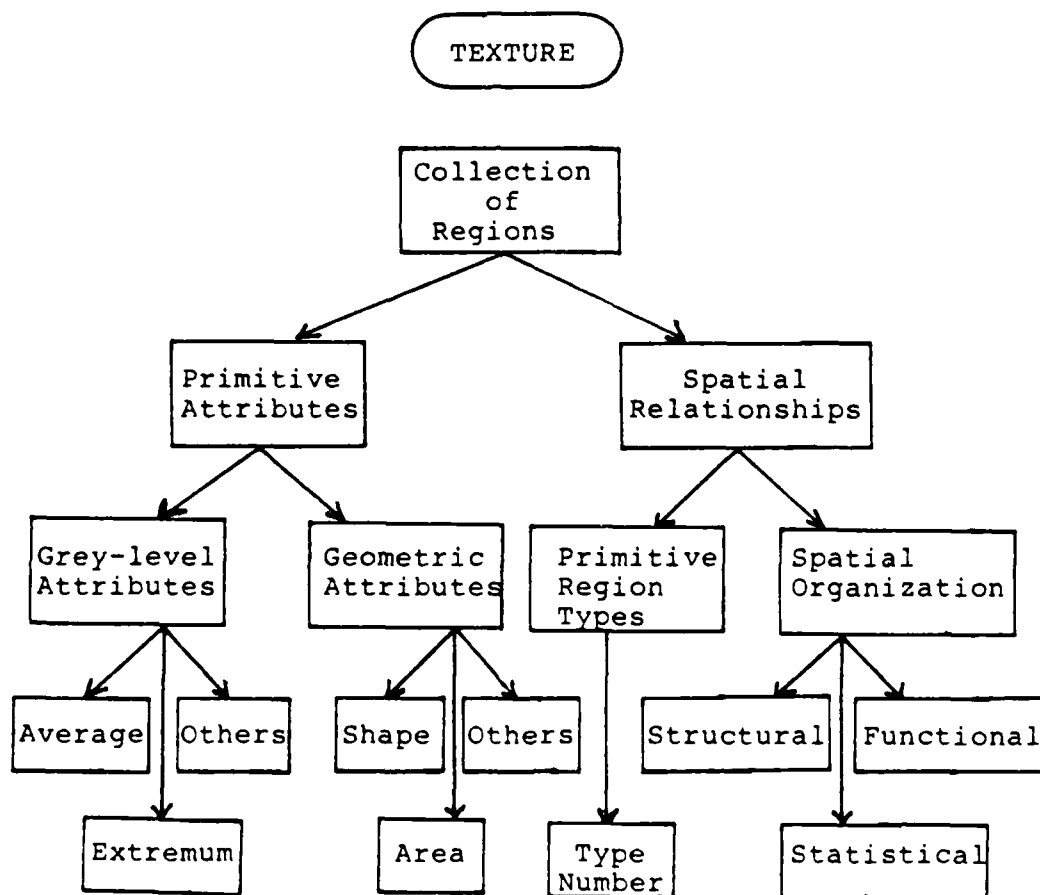 TEXTURE
Collection
of
Regions
Primitive
Attributes
Spatial
Relationships
Grey-level
Attributes
Geometric
Attributes
Primitive
Region
Types
Spatial
Organization
Average
Others
Shape
Others
Structural
Functional
Extremum
Area
Type
Number
Statistical